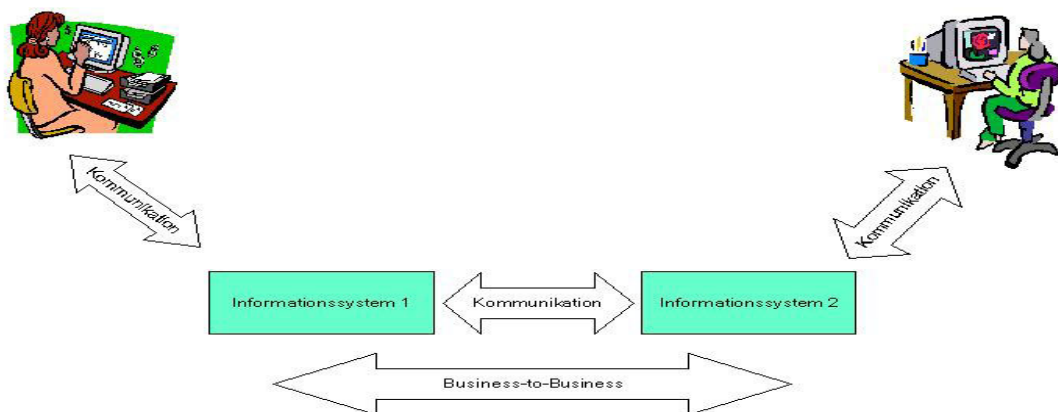 Kommunikation
Kommunikation
Informationssystem 1
Kommunikation
Informationssystem 2
Business-to-Business